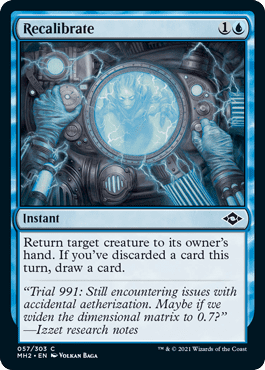 Recalibrate 1
Instant
Return target creature to its owner's
hand. If you've discarded a card this
turn, draw a card.
“Trial 991: Still encountering issues with
accidental aetherization. Maybe if we
widen the dimensional matrix to 0.7?”
—Izzet research notes
057/303 C
MH2 • EN VOLKAN BAGA
™ & © 2021 Wizards of the Coast